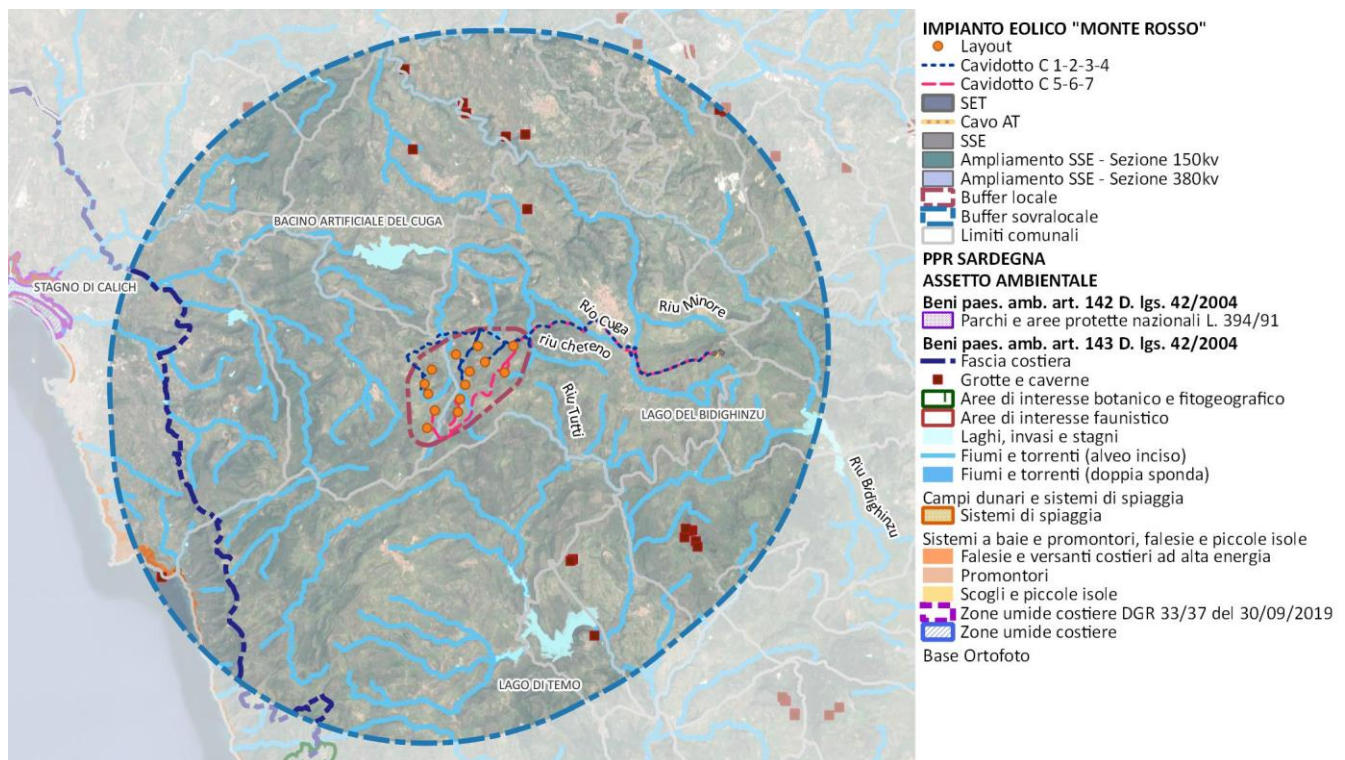 BACINO ARTIFICIALE DEL CUGA
STAGNO DI CALICH
Rio Cuga
Riu Minore
riu chereno
Riu Tutti
LAGO DEL BIDIGHINZU
Riu Bidighinzu
LAGO DI TEMO
IMPIANTO EOLICO "MONTE ROSSO"
Layout
Cavidotto C 1-2-3-4
Cavidotto C 5-6-7
SET
Cavo AT
SSE
Ampliamento SSE - Sezione 150kv
Ampliamento SSE - Sezione 380kv
Buffer locale
Buffer sovralocale
Limiti comunali
PPR SARDEGNA
ASSETTO AMBIENTALE
Beni paes. amb. art. 142 D. lgs. 42/2004
Parchi e aree protette nazionali L. 394/91
Beni paes. amb. art. 143 D. lgs. 42/2004
Fascia costiera
Grotte e caverne
Aree di interesse botanico e fitogeografico
Aree di interesse faunistico
Laghi, invasi e stagni
Fiumi e torrenti (alveo inciso)
Fiumi e torrenti (doppia sponda)
Campi dunari e sistemi di spiaggia
Sistemi di spiaggia
Sistemi a baie e promontori, falesie e piccole isole
Falesie e versanti costieri ad alta energia
Promontori
Scogli e piccole isole
Zone umide costiere DGR 33/37 del 30/09/2019
Zone umide costiere
Base Ortofoto